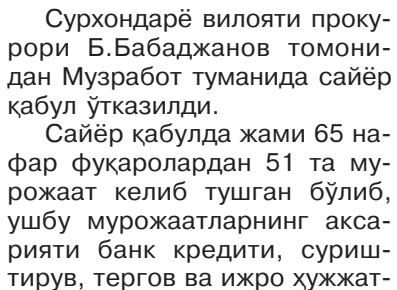 Сурхондарё вилояти проку-
рори Б.Бабаджанов томони-
дан Музработ туманида сайёр
қабул ўтказилди.
Сайёр қабулда жами 65 на-
фар фуқаролардан 51 та му-
рожаат келиб тушган бўлиб,
ушбу мурожаатларнинг акса-
рияти банк кредити, суриш-
тирув, тергов ва ижро ҳужжат-